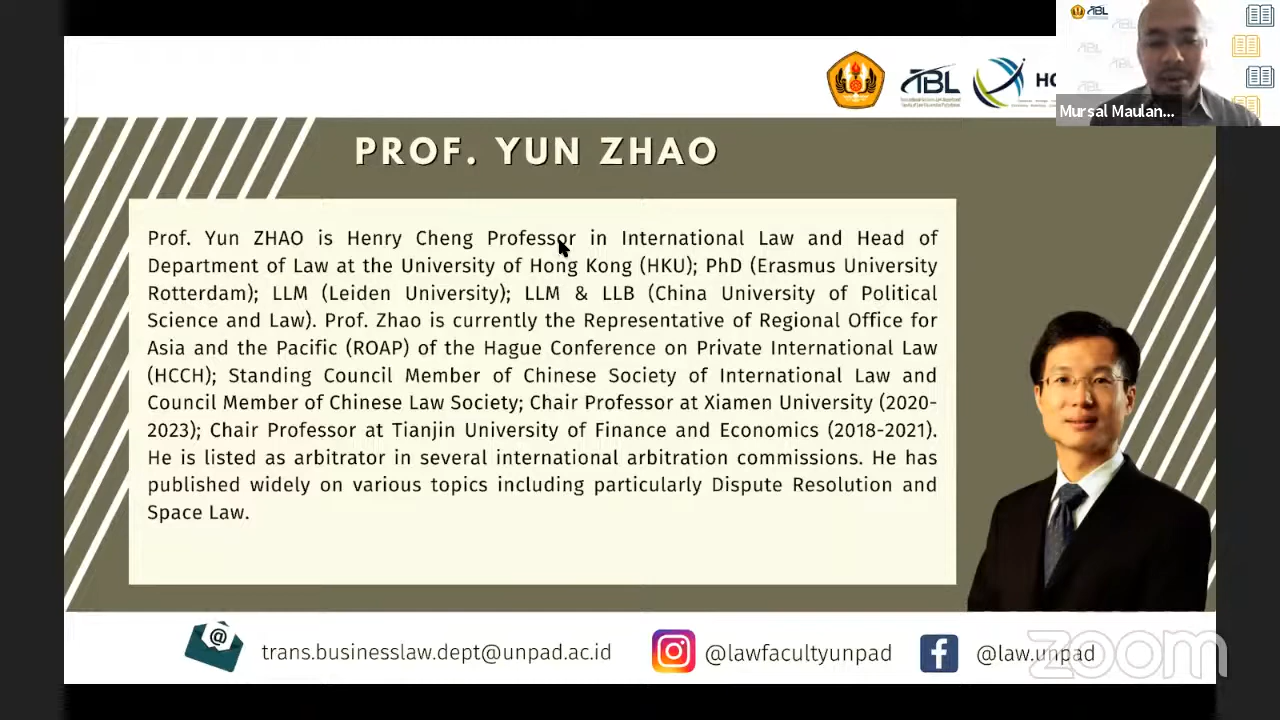 TBL
HC
TBL
Mursal Maulan...
PROF. YUN ZHAO
Prof. Yun ZHAO is Henry Cheng Professor in International Law and Head of
Department of Law at the University of Hong Kong (HKU); PhD (Erasmus University
Rotterdam); LLM (Leiden University); LLM & LLB (China University of Political
Science and Law). Prof. Zhao is currently the Representative of Regional Office for
Asia and the Pacific (ROAP) of the Hague Conference on Private International Law
(HCCH); Standing Council Member of Chinese Society of International Law and
Council Member of Chinese Law Society; Chair Professor at Xiamen University (2020-
2023); Chair Professor at Tianjin University of Finance and Economics (2018-2021).
He is listed as arbitrator in several international arbitration commissions. He has
published widely on various topics including particularly Dispute Resolution and
Space Law.
trans.businesslaw.dept@unpad.ac.id
@lawfacultyunpad
@law.unpad
zoom